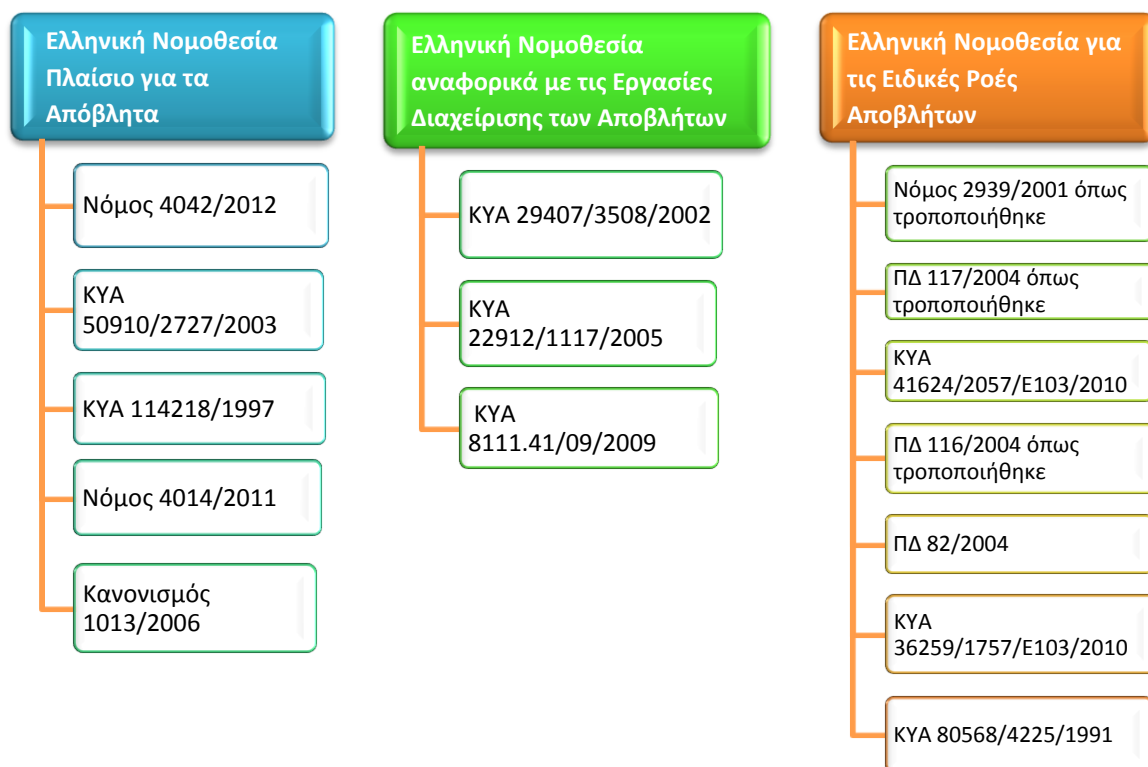 Ελληνική Νομοθεσία
Πλαίσιο για τα
Απόβλητα
Νόμος 4042/2012
ΚΥΑ
50910/2727/2003
ΚΥΑ 114218/1997
Νόμος 4014/2011
Κανονισμός
1013/2006
Ελληνική Νομοθεσία
αναφορικά με τις Εργασίες
Διαχείρισης των Αποβλήτων
ΚΥΑ 29407/3508/2002
ΚΥΑ
22912/1117/2005
ΚΥΑ
8111.41/09/2009
Ελληνική Νομοθεσία για
τις Ειδικές Ροές
Αποβλήτων
Νόμος 2939/2001 όπως
τροποποιήθηκε
ΠΔ 117/2004 όπως
τροποποιήθηκε
ΚΥΑ
41624/2057/Ε103/2010
ΠΔ 116/2004 όπως
τροποποιήθηκε
ΠΔ 82/2004
ΚΥΑ
36259/1757/Ε103/2010
ΚΥΑ 80568/4225/1991